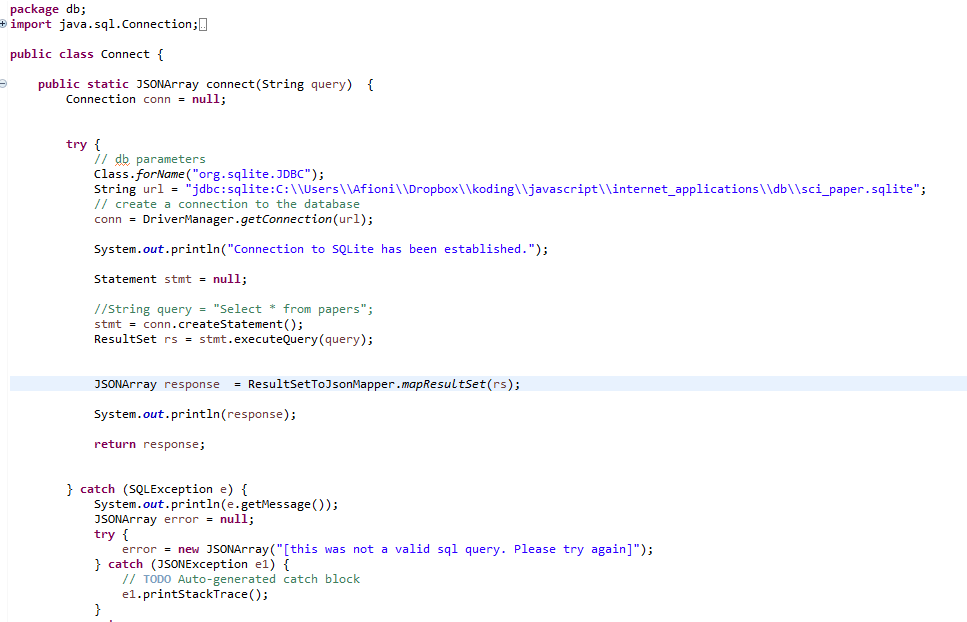 package db;
import java.sql.Connection;
public class Connect {
public static JSONArray connect(String query)  {
Connection conn = null;
try {
// db parameters
Class.forName("org.sqlite.JDBC");
String url = "jdbc:sqlite:C:\\Users\\Afioni\\Dropbox\\koding\\javascript\\internet_applications\\db\\sci_paper.sqlite";
// create a connection to the database
conn = DriverManager.getConnection(url);
System.out.println("Connection to SQLite has been established.");
Statement stmt = null;
//String query = "Select * from papers";
stmt = conn.createStatement();
ResultSet rs = stmt.executeQuery(query);
JSONArray response  = ResultSetToJsonMapper.mapResultSet(rs);
System.out.println(response);
return response;
} catch (SQLException e) {
System.out.println(e.getMessage());
JSONArray error = null;
try {
error = new JSONArray("[this was not a valid sql query. Please try again]");
} catch (JSONException e1) {
// TODO Auto-generated catch block
e1.printStackTrace();
}